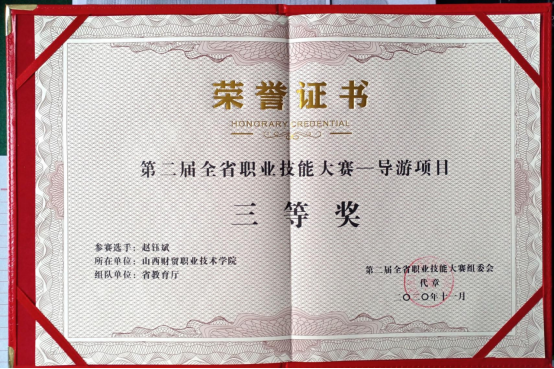 荣誉证书
HONORARY CREDENTIAL
第二届全省职业技能大赛—导游项目
三等奖
参赛选手：赵钰斌
所在单位：山西财贸职业技术学院
组队单位：省教育厅
第二届全省职业技能大赛组委会
代章
二〇二〇年十一月